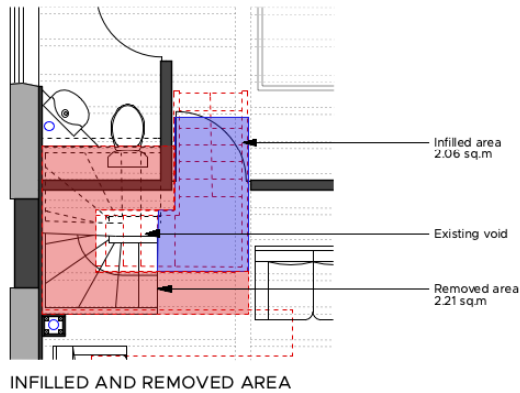 Infilled area
2.06 sq.m
Existing void
Removed area
2.21 sq.m
INFILLED AND REMOVED AREA